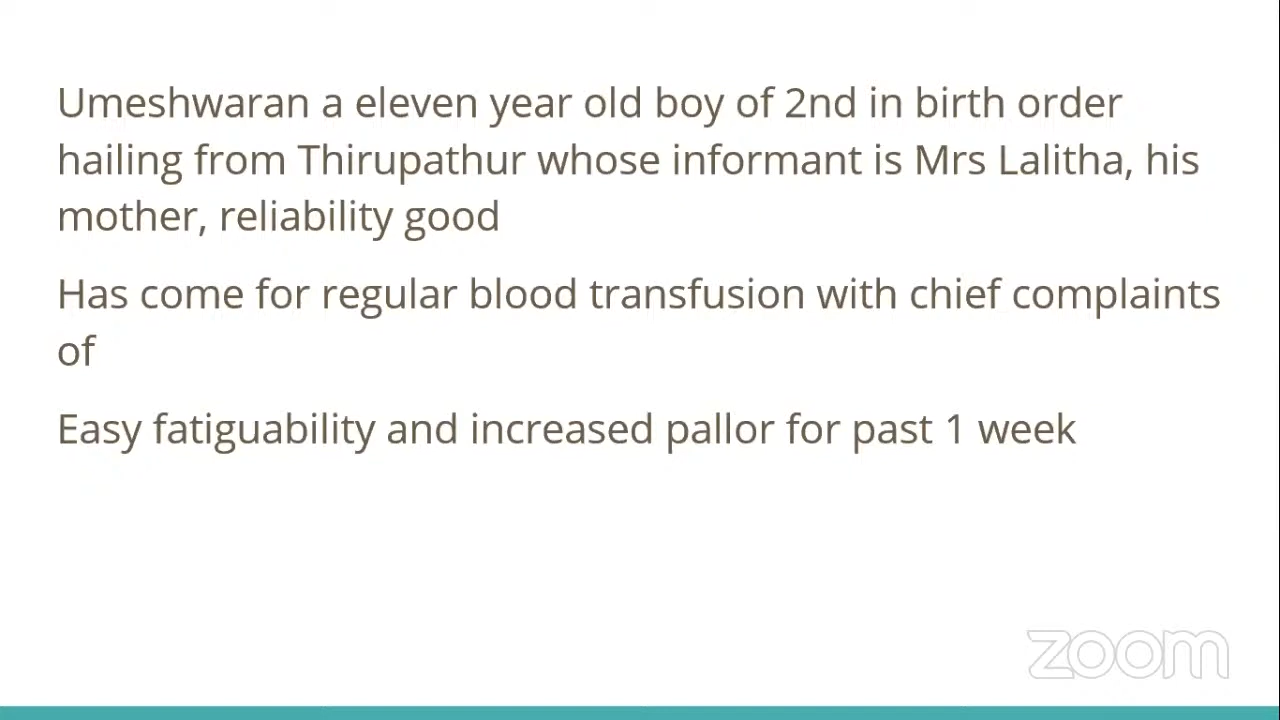 Umeshwaran a eleven year old boy of 2nd in birth order
hailing from Thirupathur whose informant is Mrs Lalitha, his
mother, reliability good
Has come for regular blood transfusion with chief complaints
of
Easy fatiguability and increased pallor for past 1 week
zoom